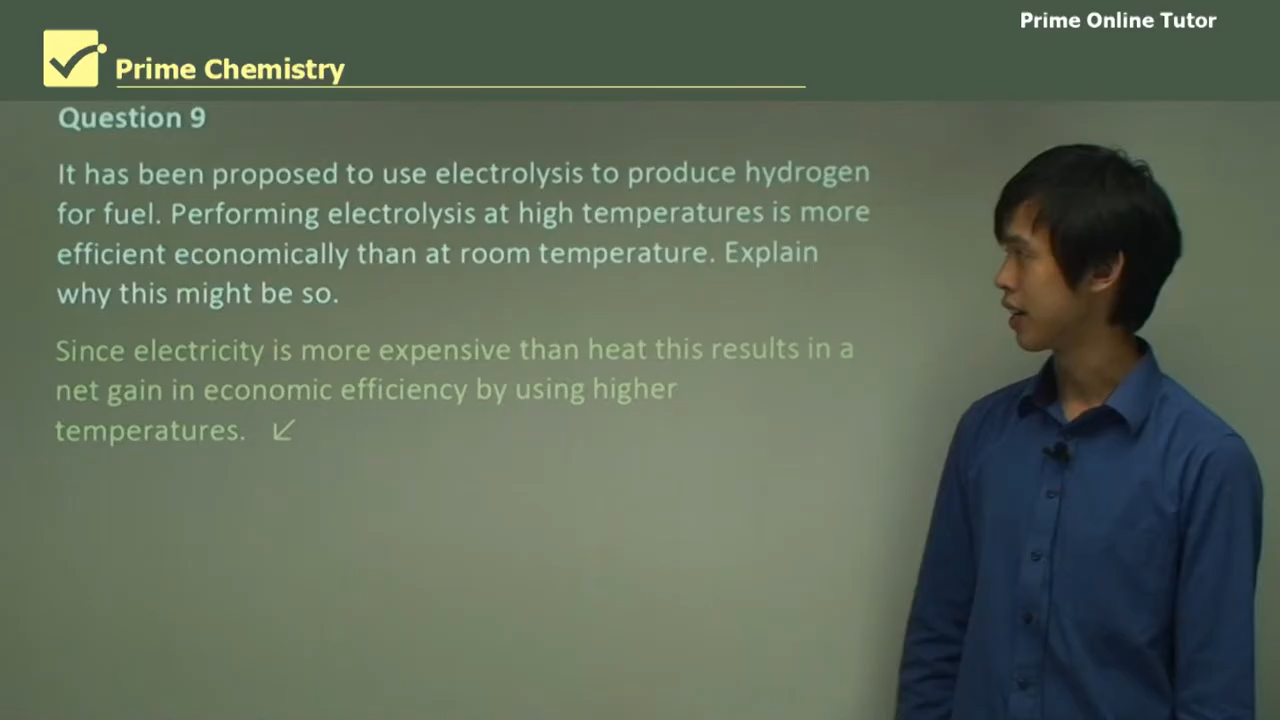 Prime Online Tutor
Prime Chemistry
Question 9
It has been proposed to use electrolysis to produce hydrogen
for fuel. Performing electrolysis at high temperatures is more
efficient economically than at room temperature. Explain
why this might be so.
Since electricity is more expensive than heat this results in a
net gain in economic efficiency by using higher
temperatures.